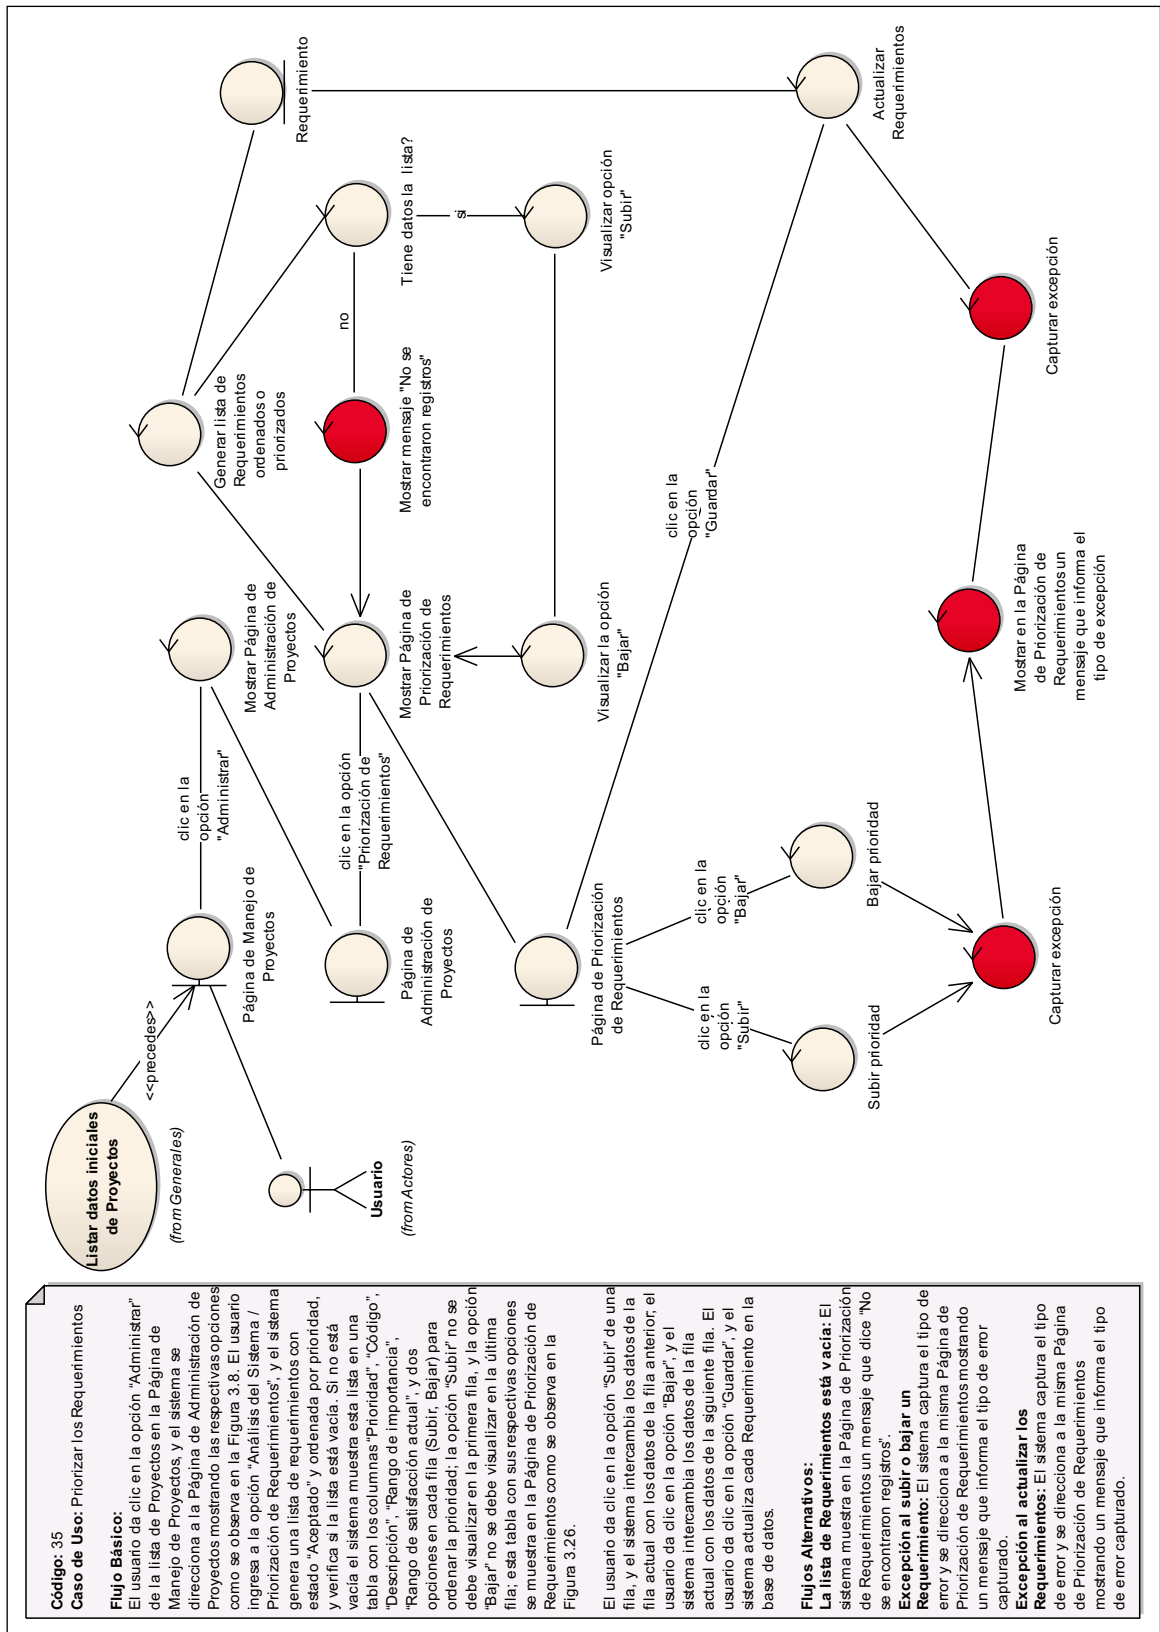 Código: 35
Caso de Uso: Priorizar los Requerimientos
Flujo Básico:
El usuario da clic en la opción "Administrar"
de la lista de Proyectos en la Página de
Manejo de Proyectos, y el sistema se
direcciona a la Página de Administración de
Proyectos mostrando las respectivas opciones
como se observa en la Figura 3.8. El usuario
ingresa a la opción "Análisis del Sistema /
Priorización de Requerimientos", y el sistema
genera una lista de requerimientos con
estado "Aceptado" y ordenada por prioridad,
y verifica si la lista está vacía. Si no está
vacía el sistema muestra esta lista en una
tabla con los columnas "Prioridad", "Código",
"Descripción", "Rango de importancia",
"Rango de satisfacción actual", y dos
opciones en cada fila (Subir, Bajar) para
ordenar la prioridad; la opción "Subir" no se
debe visualizar en la primera fila, y la opción
"Bajar" no se debe visualizar en la última
fila; esta tabla con sus respectivas opciones
se muestra en la Página de Priorización de
Requerimientos como se observa en la
Figura 3.26.
El usuario da clic en la opción "Subir" de una
fila, y el sistema intercambia los datos de la
fila actual con los datos de la fila anterior; el
usuario da clic en la opción "Bajar", y el
sistema intercambia los datos de la fila
actual con los datos de la siguiente fila. El
usuario da clic en la opción "Guardar", y el
sistema actualiza cada Requerimiento en la
base de datos.
Flujos Alternativos:
La lista de Requerimientos está vacía: El
sistema muestra en la Página de Priorización
de Requerimientos un mensaje que dice "No
se encontraron registros".
Excepción al subir o bajar un
Requerimiento: El sistema captura el tipo de
error y se direcciona a la misma Página de
Priorización de Requerimientos mostrando
un mensaje que informa el tipo de error
capturado.
Excepción al actualizar los
Requerimientos: El sistema captura el tipo
de error y se direcciona a la misma Página
de Priorización de Requerimientos
mostrando un mensaje que informa el tipo
de error capturado.
Listar datos iniciales
de Proyectos
(from Generales)
<<precedes>>
Usuario
(from Actores)
Página de Manejo de
Proyectos
clic en la
opción
"Administrar"
Mostrar Página de
Administración de
Proyectos
Página de
Administración de
Proyectos
clic en la opción
"Priorización de
Requerimientos"
Mostrar Página de
Priorización de
Requerimientos
Generar lista de
Requerimientos
ordenados o
priorizados
Requerimiento
Mostrar mensaje "No se
encontraron registros"
no
Tiene datos la lista?
si
Visualizar opción
"Subir"
Visualizar la opción
"Bajar"
Página de Priorización
de Requerimientos
clic en la
opción
"Guardar"
Actualizar
Requerimientos
clic en la
opción
"Subir"
clic en la
opción
"Bajar"
Subir prioridad
Bajar prioridad
Capturar excepción
Mostrar en la Página
de Priorización de
Requerimientos un
mensaje que informa el
tipo de excepción
Capturar excepción